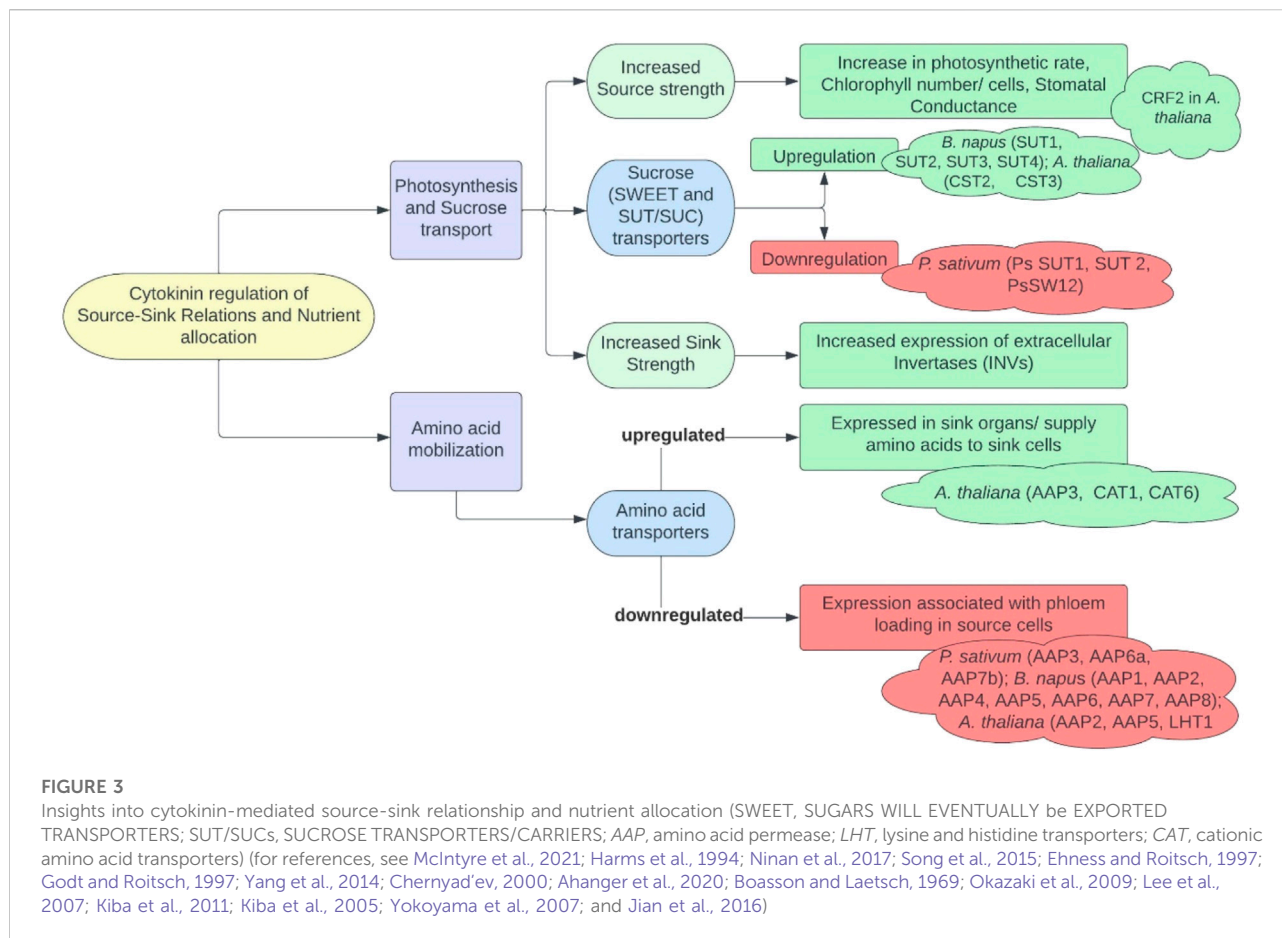 Increased
Source strength
Increase in photosynthetic rate,
Chlorophyll number/ cells, Stomatal
Conductance
CRF2 in A.
thaliana
Photosynthesis
and Sucrose
transport
Sucrose
(SWEET and
SUT/SUC)
transporters
Upregulation
B. napus (SUT1,
SUT2, SUT3, SUT4); A. thaliana
(CST2, CST3)
Downregulation
P. sativum (Ps SUT1, SUT 2,
PsSW12)
Cytokinin regulation of
Source-Sink Relations and Nutrient
allocation
Increased Sink
Strength
Increased expression of extracellular
Invertases (INVs)
Amino acid
mobilization
upregulated
Expressed in sink organs/ supply
amino acids to sink cells
A. thaliana (AAP3, CAT1, CAT6)
Amino acid
transporters
downregulated
Expression associated with phloem
loading in source cells
P. sativum (AAP3, AAP6a,
AAP7b); B. napus (AAP1, AAP2,
AAP4, AAP5, AAP6, AAP7, AAP8);
A. thaliana (AAP2, AAP5, LHT1
FIGURE 3
Insights into cytokinin-mediated source-sink relationship and nutrient allocation (SWEET, SUGARS WILL EVENTUALLY be EXPORTED
TRANSPORTERS; SUT/SUCs, SUCROSE TRANSPORTERS/CARRIERS; AAP, amino acid permease; LHT, lysine and histidine transporters; CAT, cationic
amino acid transporters) (for references, see McIntyre et al., 2021; Harms et al., 1994; Ninan et al., 2017; Song et al., 2015; Ehness and Roitsch, 1997;
Godt and Roitsch, 1997; Yang et al., 2014; Chernyad'ev, 2000; Ahanger et al., 2020; Boasson and Laetsch, 1969; Okazaki et al., 2009; Lee et al.,
2007; Kiba et al., 2011; Kiba et al., 2005; Yokoyama et al., 2007; and Jian et al., 2016)